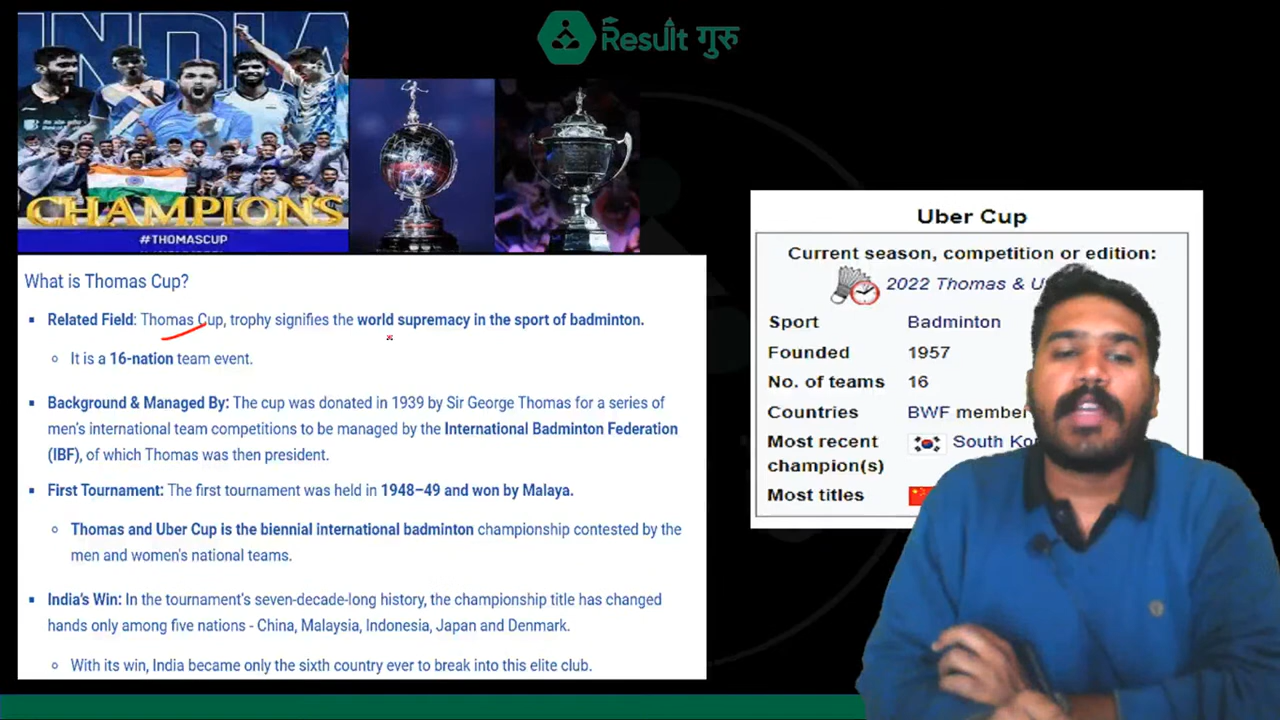 INDIA
CHAMPIONS
#THOMASCUP
Result गुरु
What is Thomas Cup?
▪ Related Field: Thomas Cup, trophy signifies the world supremacy in the sport of badminton.
○ It is a 16-nation team event.
▪ Background & Managed By: The cup was donated in 1939 by Sir George Thomas for a series of
men's international team competitions to be managed by the International Badminton Federation
(IBF), of which Thomas was then president.
▪ First Tournament: The first tournament was held in 1948–49 and won by Malaya.
○ Thomas and Uber Cup is the biennial international badminton championship contested by the
men and women's national teams.
▪ India's Win: In the tournament's seven-decade-long history, the championship title has changed
hands only among five nations - China, Malaysia, Indonesia, Japan and Denmark.
○ With its win, India became only the sixth country ever to break into this elite club.
Uber Cup
Current season, competition or edition:
2022 Thomas & U
Sport Badminton
Founded 1957
No. of teams 16
Countries BWF member
Most recent South Ko
champion(s)
Most titles